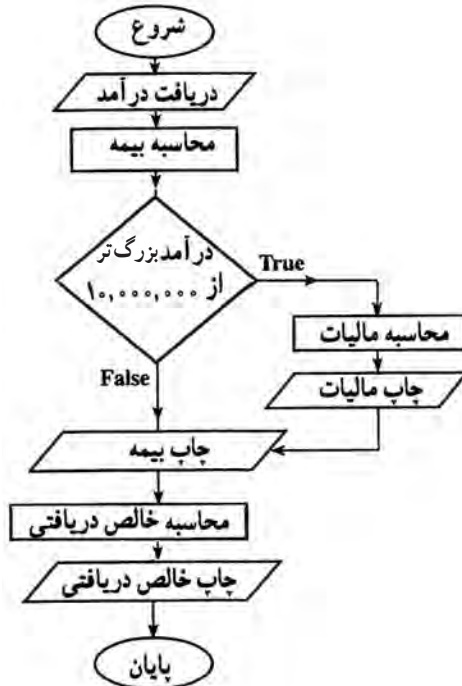 شروع
دریافت درآمد
محاسبه بیمه
درآمد بزرگ‌تر
از ۱۰,۰۰۰,۰۰۰
True
محاسبه مالیات
چاپ مالیات
False
چاپ بیمه
محاسبه خالص دریافتی
چاپ خالص دریافتی
پایان